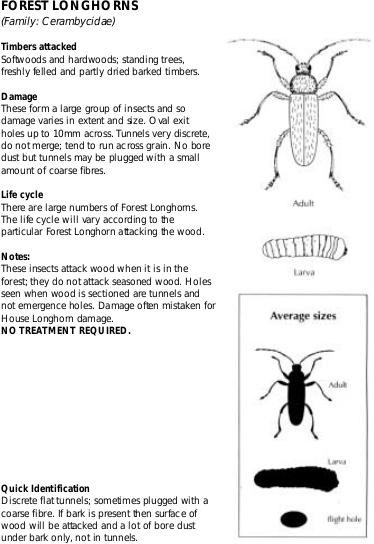 FOREST LONGHORNS
(Family: Cerambycidae)
Timbers attacked
Softwoods and hardwoods; standing trees,
freshly felled and partly dried barked timbers.
Damage
These form a large group of insects and so
damage varies in extent and size. Oval exit
holes up to 10mm across. Tunnels very discrete,
do not merge; tend to run across grain. No bore
dust but tunnels may be plugged with a small
amount of coarse fibres.
Life cycle
There are large numbers of Forest Longhorns.
The life cycle will vary according to the
particular Forest Longhorn attacking the wood.
Notes:
These insects attack wood when it is in the
forest; they do not attack seasoned wood. Holes
seen when wood is sectioned are tunnels and
not emergence holes. Damage often mistaken for
House Longhorn damage.
NO TREATMENT REQUIRED.
Quick Identification
Discrete flat tunnels; sometimes plugged with a
coarse fibre. If bark is present then surface of
wood will be attacked and a lot of bore dust
under bark only, not in tunnels.
Adult
Larva
Average sizes
Adult
Larva
flight hole